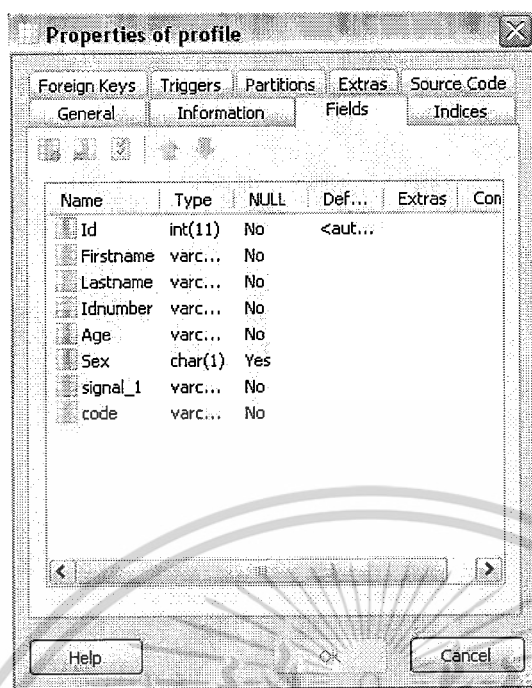 Properties of profile
Foreign Keys Triggers Partitions Extras Source Code
General Information Fields Indices
Name Type NULL Def... Extras Con
Id int(11) No <aut...
Firstname varc... No
Lastname varc... No
Idnumber varc... No
Age varc... No
Sex char(1) Yes
signal_1 varc... No
code varc... No
Help OK Cancel